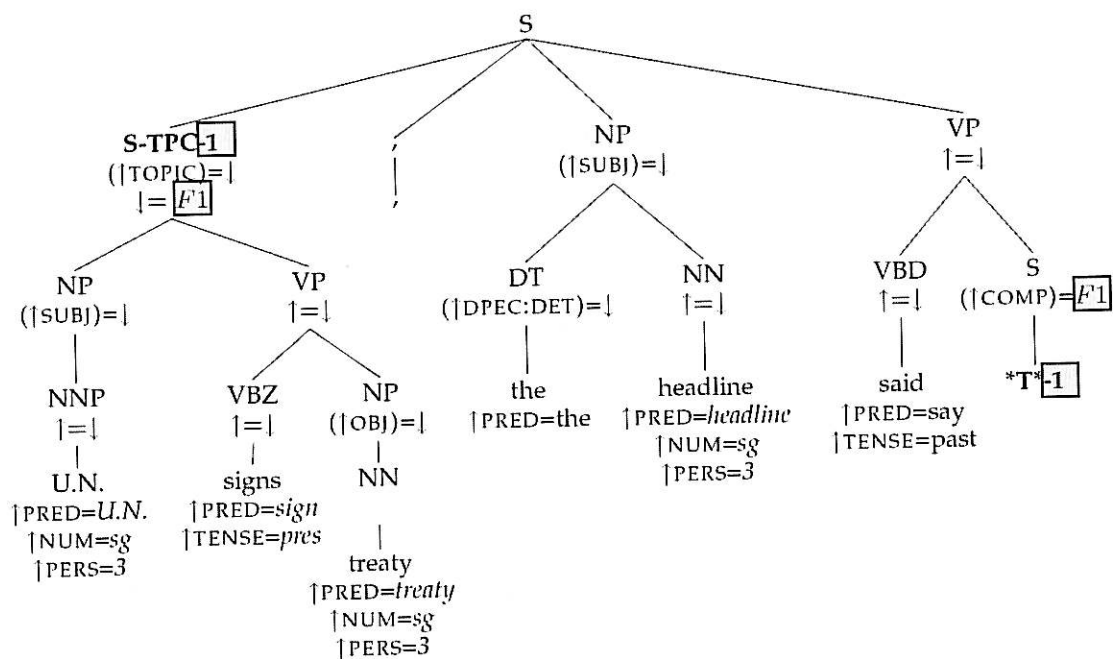 S
S-TPC-1 , NP VP
(↑TOPIC)=↓ (↑SUBJ)=↓ ↑=↓
↓= F1 ,
NP VP DT NN VBD S
(↑SUBJ)=↓ ↑=↓ (↑DPEC:DET)=↓ ↑=↓ ↑=↓ (↑COMP)=F1
NNP VBZ NP the headline said *T*-1
↑=↓ ↑=↓ (↑OBJ)=↓ ↑PRED=the ↑PRED=headline ↑PRED=say
↑NUM=sg ↑TENSE=past
↑PERS=3
U.N. signs NN
↑PRED=U.N. ↑PRED=sign
↑NUM=sg ↑TENSE=pres
↑PERS=3 treaty
↑PRED=treaty
↑NUM=sg
↑PERS=3